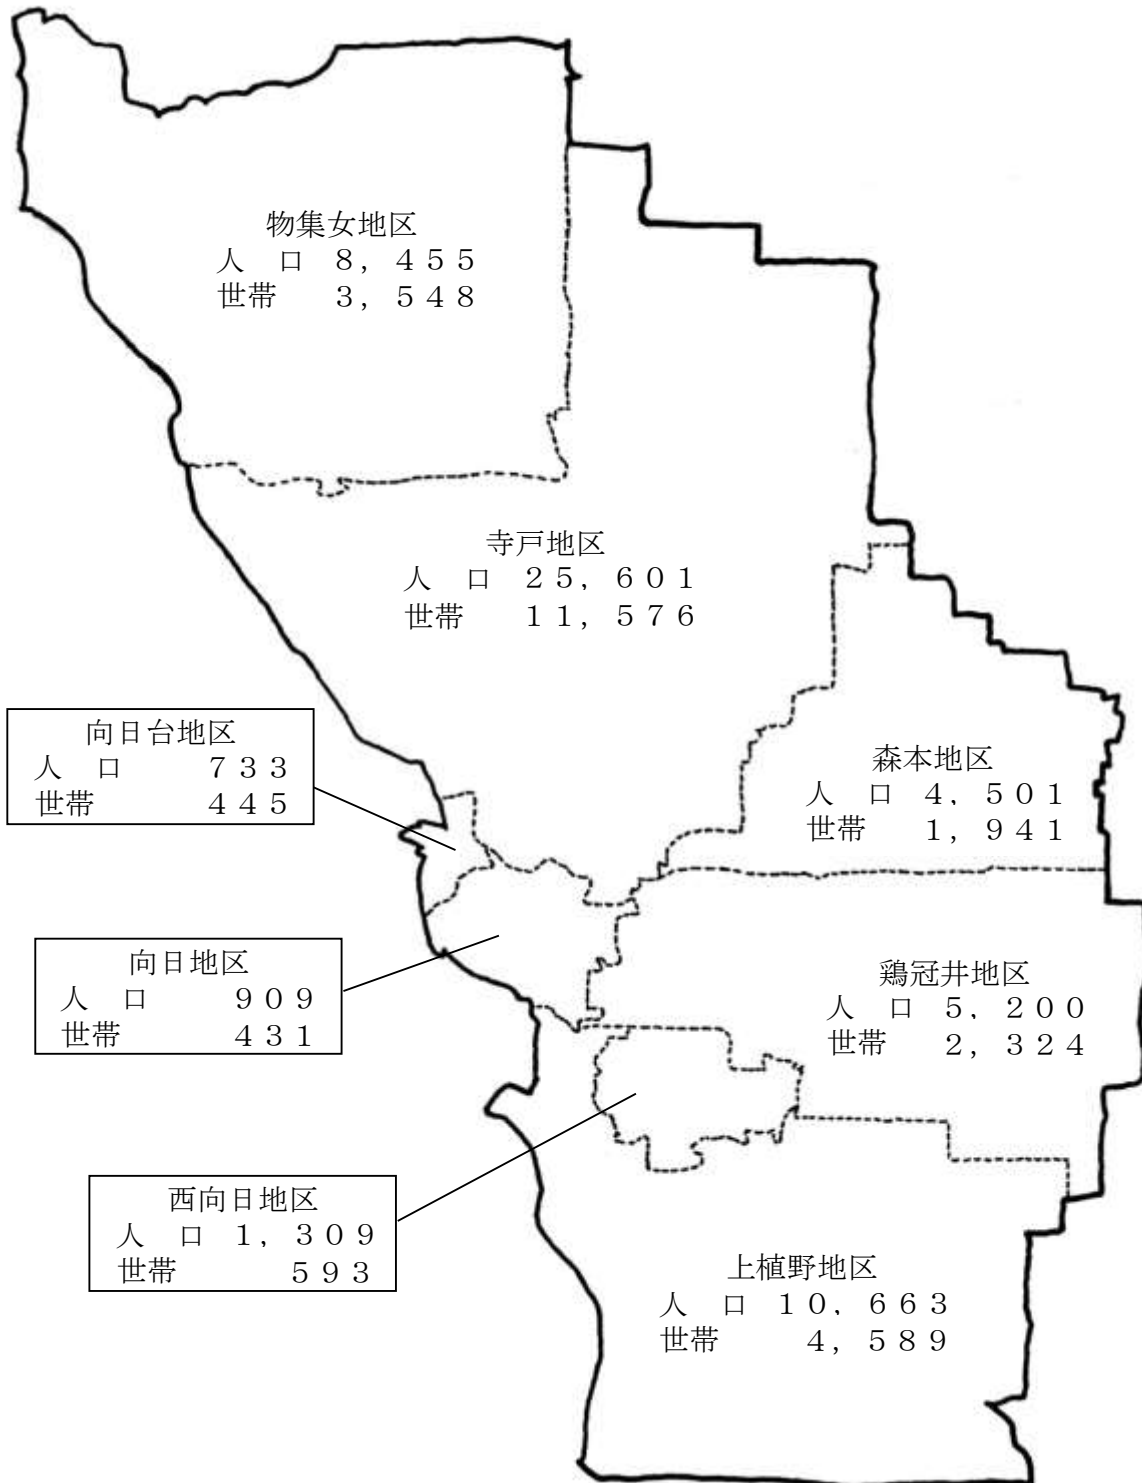 物集女地区
人 口 8,455
世帯 3,548
寺戸地区
人 口 25,601
世帯 11,576
向日台地区
人 口 733
世帯 445
森本地区
人 口 4,501
世帯 1,941
向日地区
人 口 909
世帯 431
鶏冠井地区
人 口 5,200
世帯 2,324
西向日地区
人 口 1,309
世帯 593
上植野地区
人 口 10,663
世帯 4,589